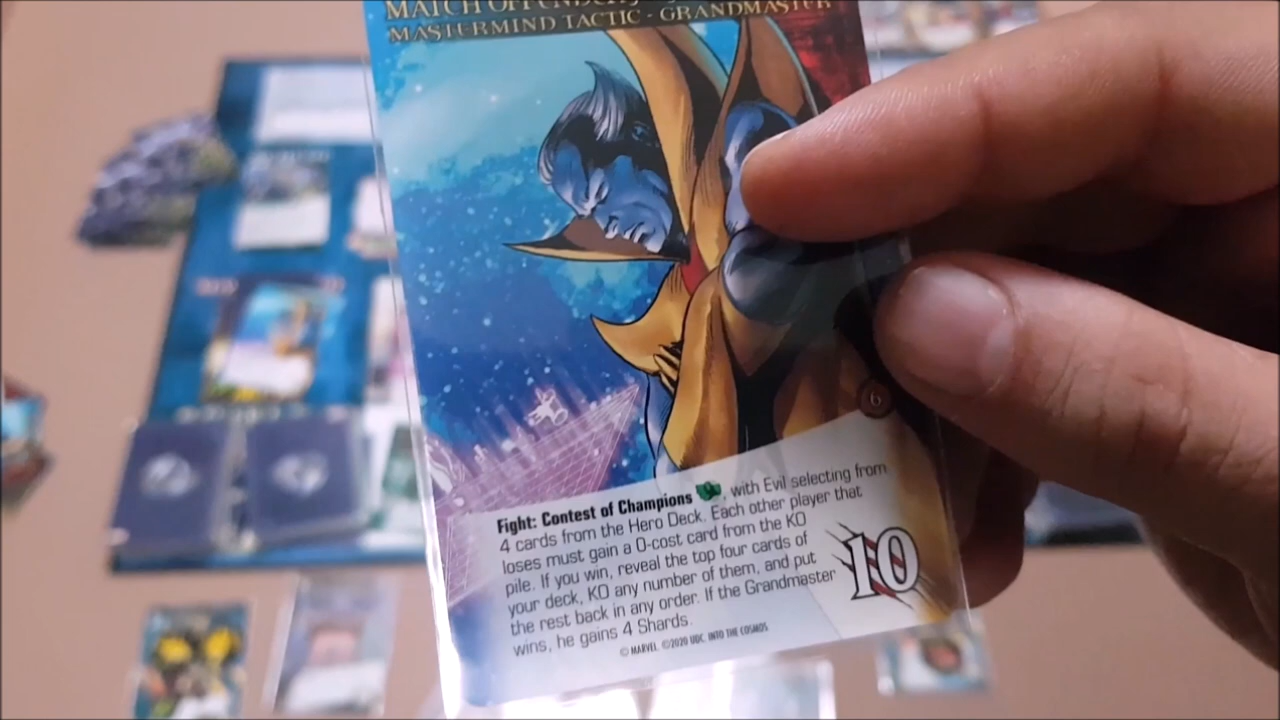 MATCH OFFENDERS
MASTERMIND TACTIC - GRANDMASTER
6
Fight: Contest of Champions , with Evil selecting from
4 cards from the Hero Deck. Each other player that
loses must gain a 0-cost card from the KO
pile. If you win, reveal the top four cards of
your deck, KO any number of them, and put
the rest back in any order. If the Grandmaster
wins, he gains 4 Shards.
10
© MARVEL ©2020 UDC. INTO THE COSMOS